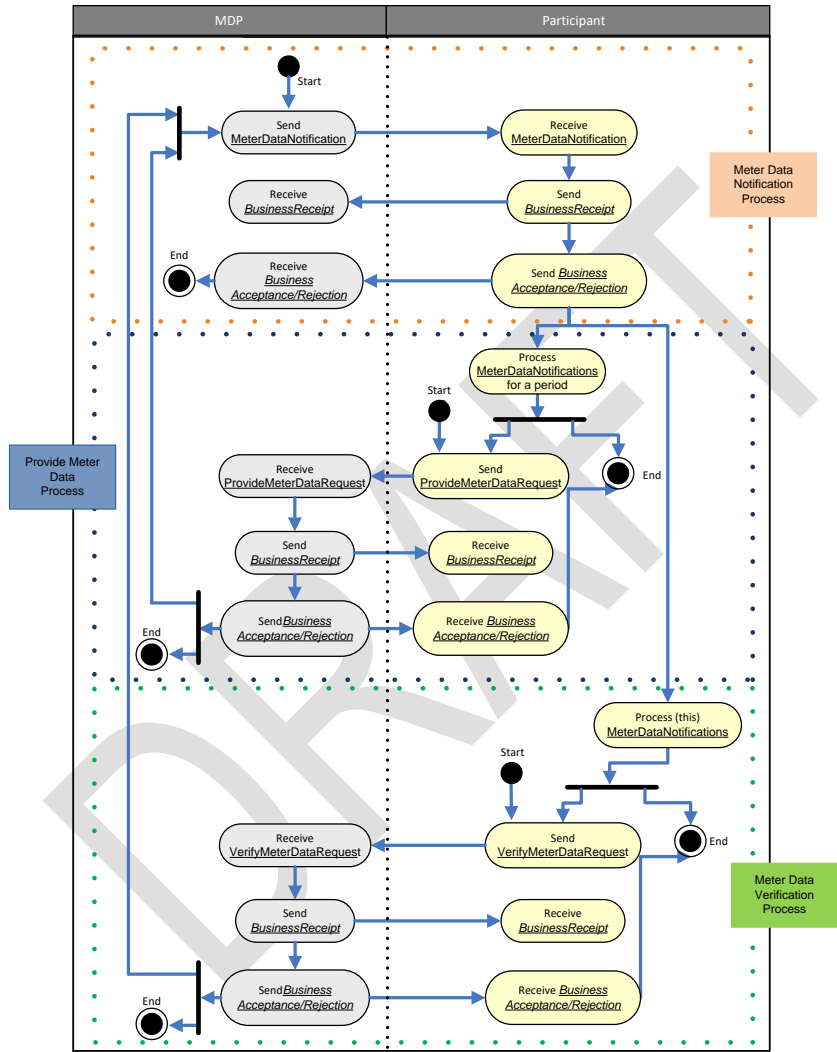 MDP
Participant
Start
Send
MeterDataNotification
Receive
MeterDataNotification
Meter Data
Notification
Process
Receive
BusinessReceipt
Send
BusinessReceipt
End
Receive
Business
Acceptance/Rejection
Send Business
Acceptance/Rejection
Process
MeterDataNotifications
for a period
Start
Provide Meter
Data
Process
Receive
ProvideMeterDataRequest
Send
ProvideMeterDataRequest
End
Send
BusinessReceipt
Receive
BusinessReceipt
End
SendBusiness
Acceptance/Rejection
Receive Business
Acceptance/Rejection
Process (this)
MeterDataNotifications
Start
Receive
VerifyMeterDataRequest
Send
VerifyMeterDataRequest
End
Meter Data
Verification
Process
Send
BusinessReceipt
Receive
BusinessReceipt
End
SendBusiness
Acceptance/Rejection
Receive Business
Acceptance/Rejection
DRAFT